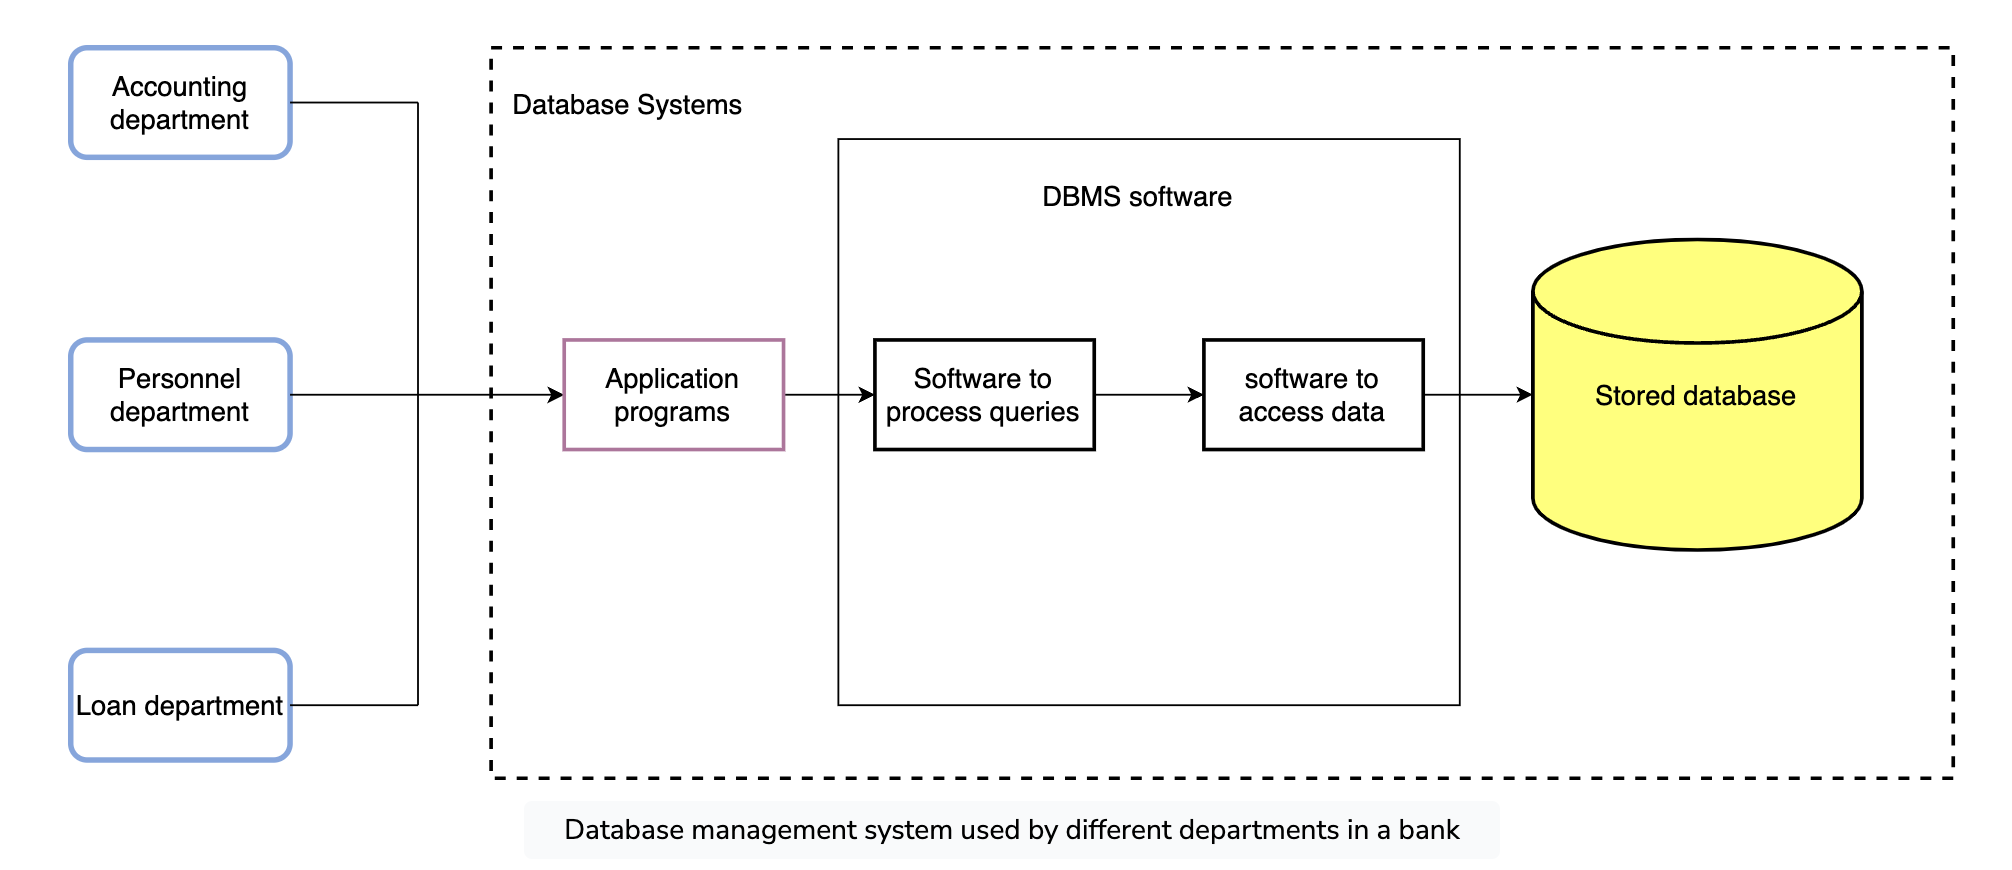 Accounting
department
Database Systems
DBMS software
Personnel
department
Application
programs
Software to
process queries
software to
access data
Stored database
Loan department
Database management system used by different departments in a bank